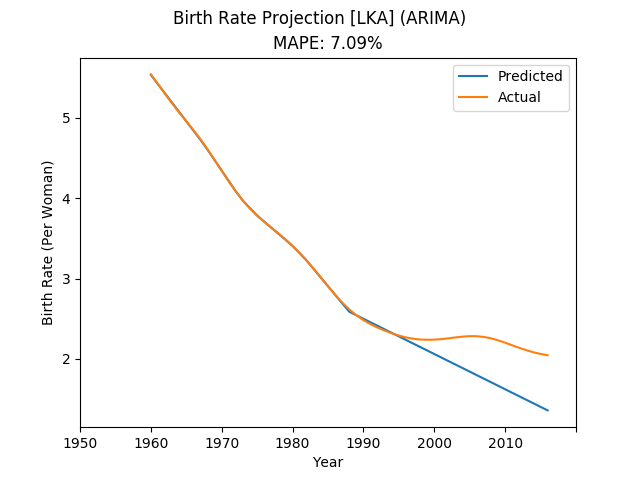 Birth Rate Projection [LKA] (ARIMA)
MAPE: 7.09%
Predicted
Actual
5
4
3
2
Birth Rate (Per Woman)
1950 1960 1970 1980 1990 2000 2010
Year